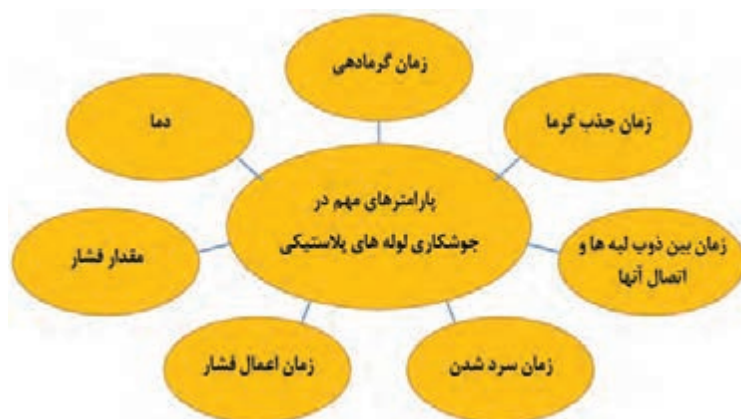 زمان گرمادهی
زمان جذب گرما
زمان بین ذوب لبه ها و
اتصال آنها
زمان سرد شدن
زمان اعمال فشار
مقدار فشار
دما
پارامترهای مهم در
جوشکاری لوله های پلاستیکی